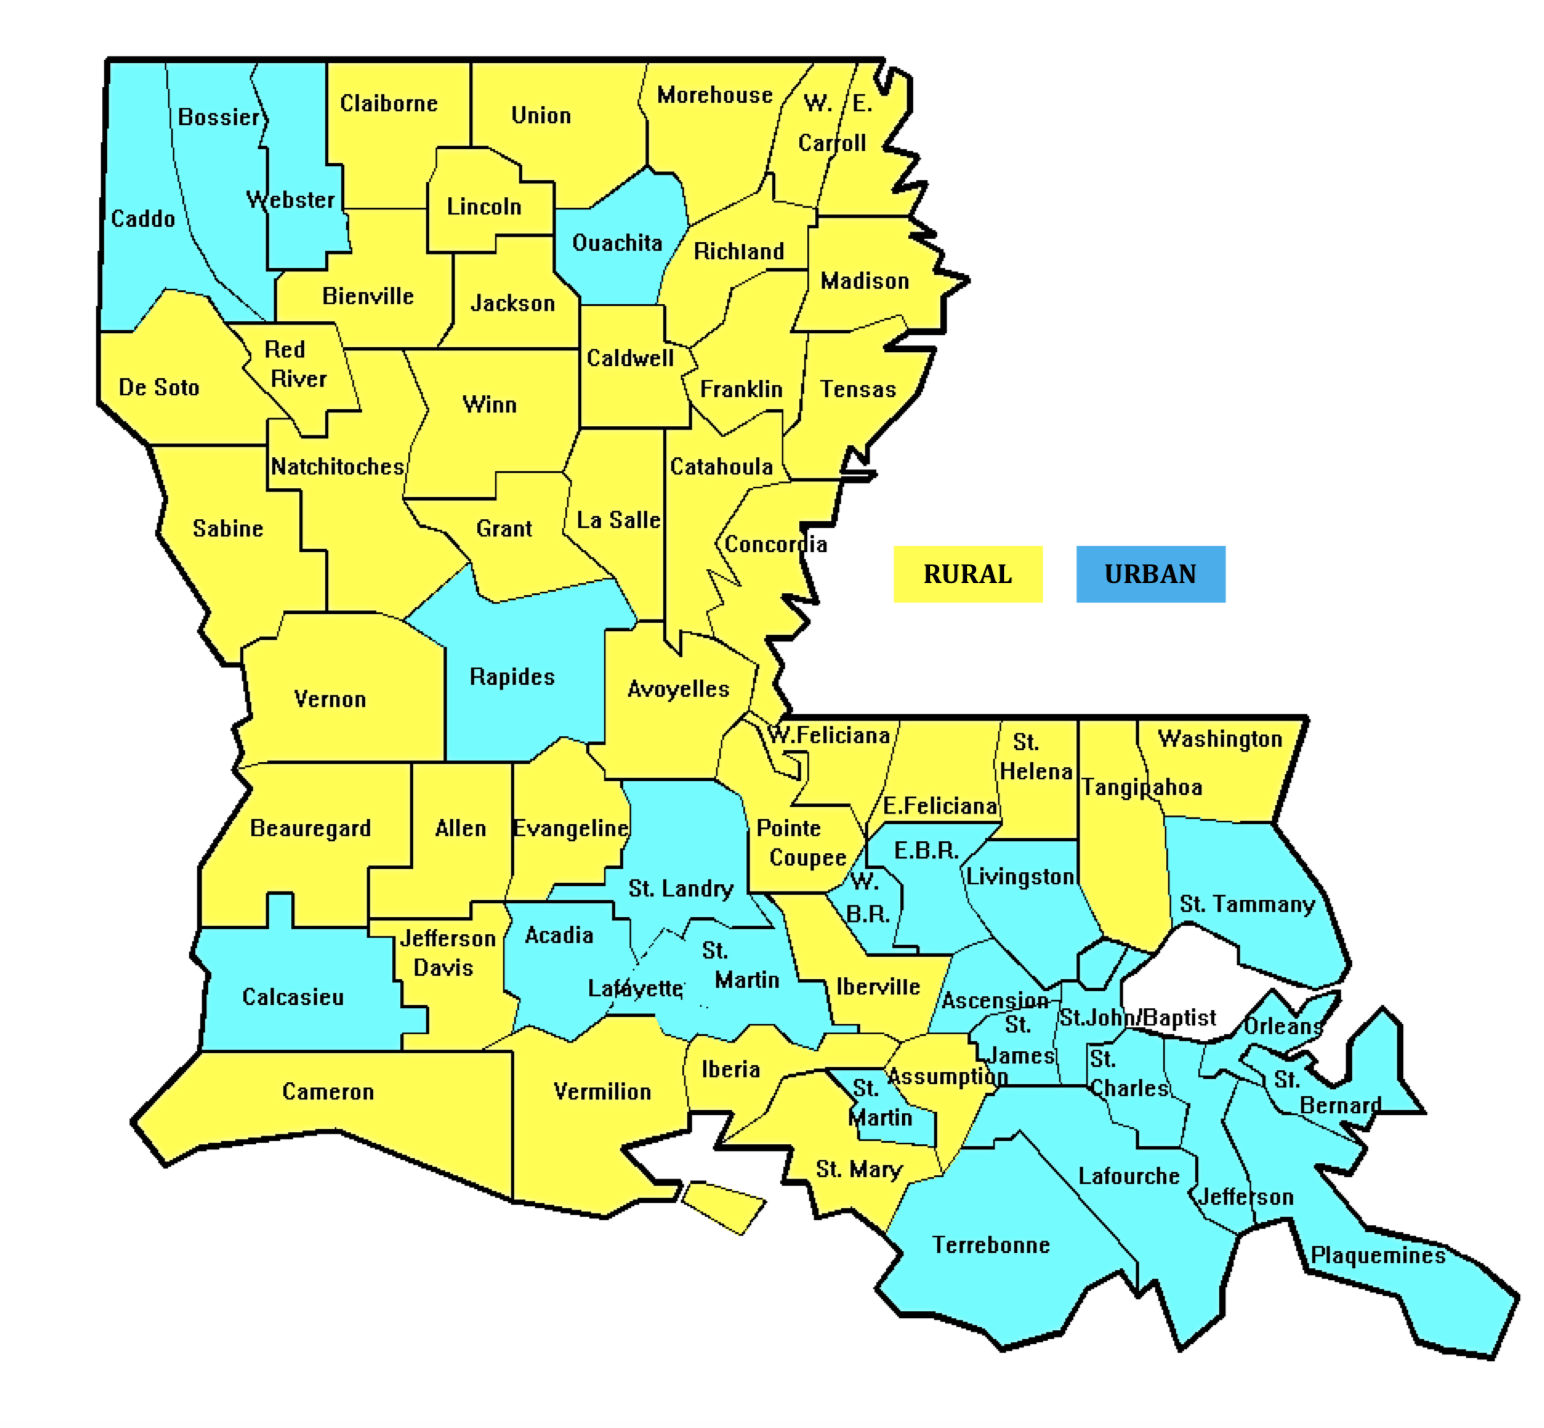 Claiborne
Union
Morehouse
W. E.
Carroll
Bossier
Webster
Caddo
Lincoln
Ouachita
Richland
Madison
Bienville
Jackson
Red
River
De Soto
Caldwell
Franklin
Tensas
Winn
Natchitoches
Catahoula
Sabine
Grant
La Salle
Concordia
RURAL
URBAN
Rapides
Vernon
Avoyelles
W.Feliciana
St.
Helena
Washington
Tangipahoa
E.Feliciana
Beauregard
Allen
Evangeline
Pointe
Coupee
E.B.R.
W.
B.R.
Livingston
St. Landry
St. Tammany
Jefferson
Davis
Acadia
St.
Martin
Lafayette
Iberville
Calcasieu
Ascension
St.
James
St.John/Baptist
Orleans
Cameron
Vermilion
Iberia
Assumption
St.
Martin
St.
Charles
St.
Bernard
St. Mary
Lafourche
Jefferson
Terrebonne
Plaquemines